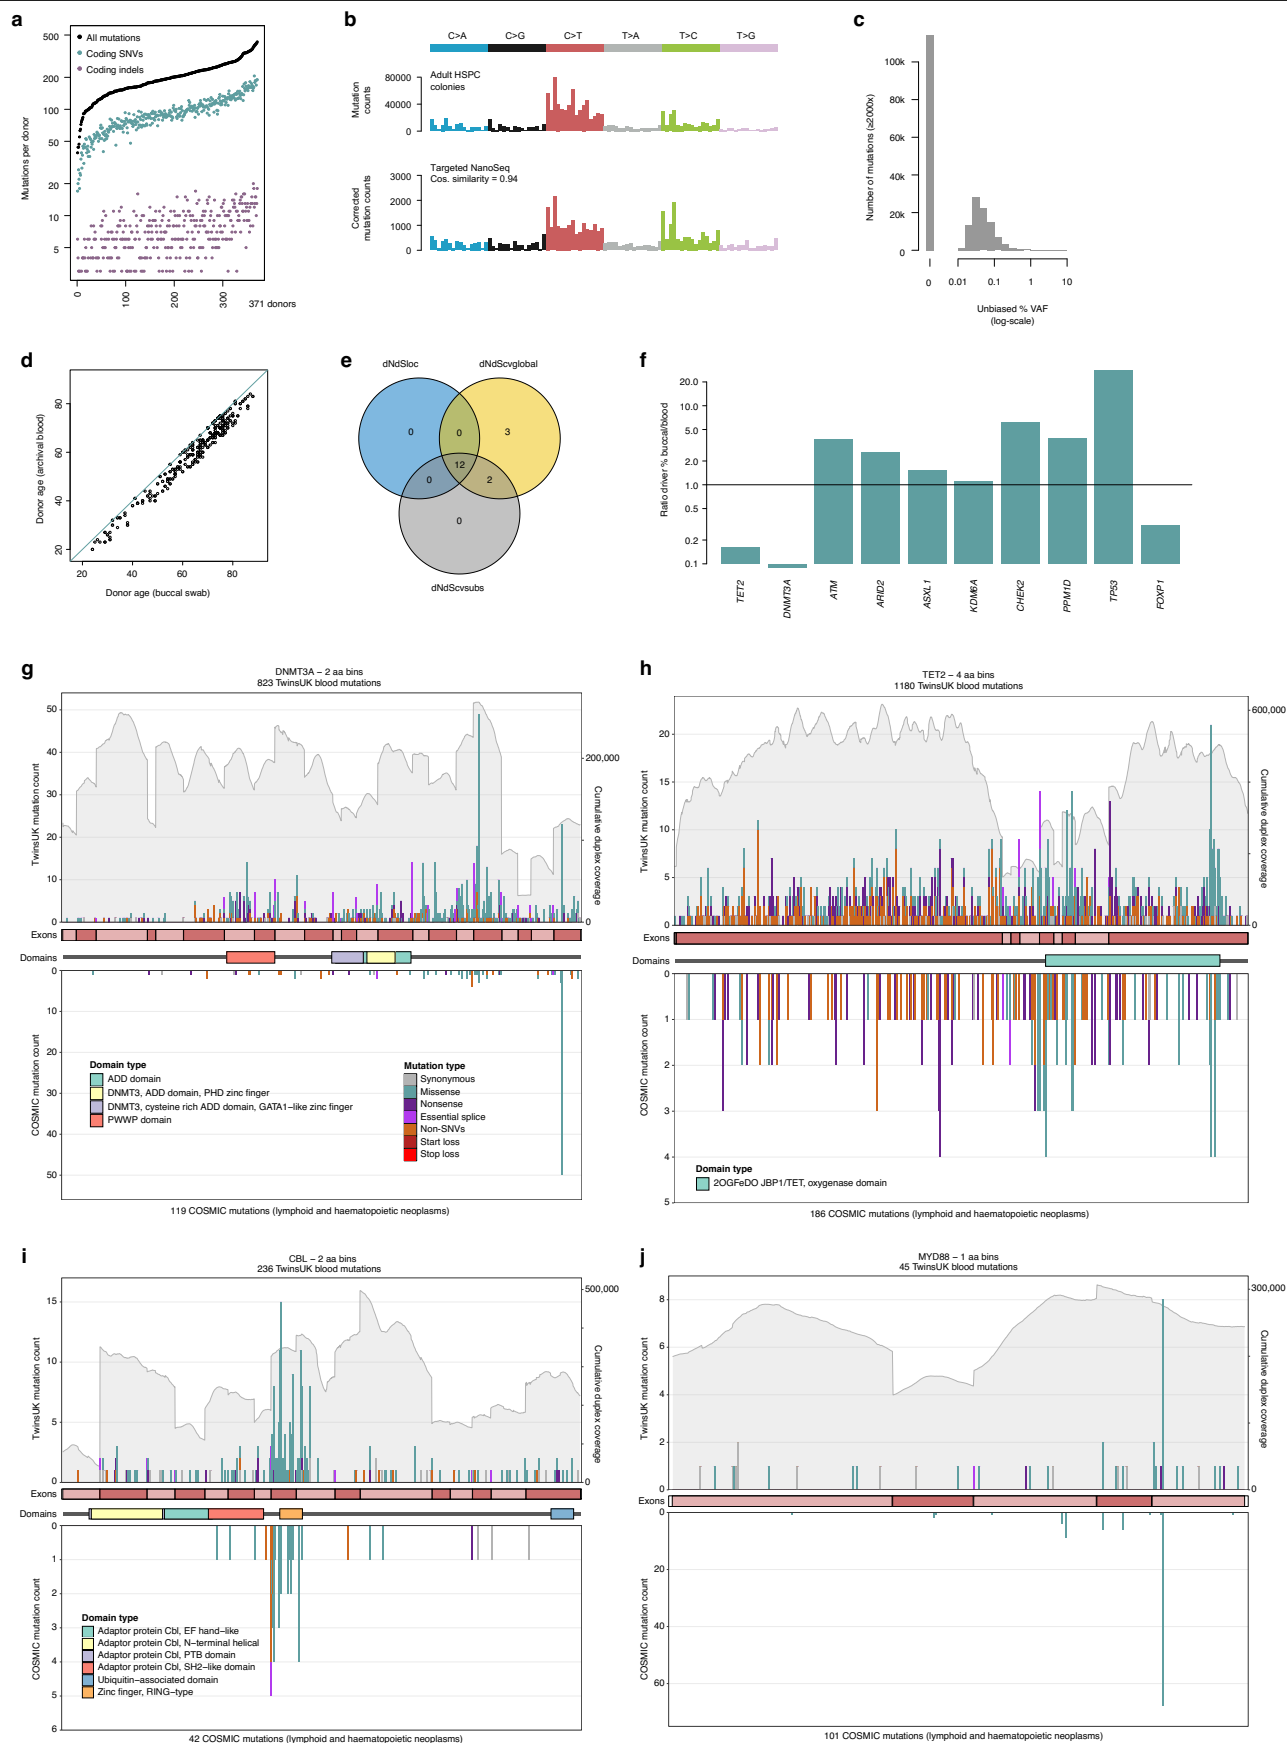 a
500
200
100
50
20
10
5
Mutations per donor
All mutations
Coding SNVs
Coding indels
0
100
200
300
371 donors
b
C>A
C>G
C>T
T>A
T>C
T>G
Adult HSPC
colonies
80000
40000
0
Mutation
counts
Targeted NanoSeq
Cos. similarity = 0.94
3000
2000
1000
0
Corrected
mutation counts
c
100k
80k
60k
40k
20k
0
Number of mutations (≥2000x)
0
0.01
0.1
1
10
Unbiased % VAF
(log-scale)
d
80
60
40
20
Donor age (archival blood)
20
40
60
80
Donor age (buccal swab)
e
dNdSloc
dNdScvglobal
0
0
3
12
0
2
0
dNdScvsubs
f
20.0
10.0
5.0
2.0
1.0
0.5
0.2
0.1
Ratio driver % buccal/blood
TET2
DNMT3A
ATM
ARID2
ASXL1
KDM6A
CHEK2
PPM1D
TP53
FOXP1
g
DNMT3A – 2 aa bins
823 TwinsUK blood mutations
50
40
30
20
10
0
TwinsUK mutation count
200,000
0
Cumulative duplex coverage
Exons
Domains
0
10
20
30
40
50
COSMIC mutation count
Domain type
ADD domain
DNMT3, ADD domain, PHD zinc finger
DNMT3, cysteine rich ADD domain, GATA1−like zinc finger
PWWP domain
Mutation type
Synonymous
Missense
Nonsense
Essential splice
Non−SNVs
Start loss
Stop loss
119 COSMIC mutations (lymphoid and haematopoietic neoplasms)
h
TET2 – 4 aa bins
1180 TwinsUK blood mutations
20
15
10
5
0
TwinsUK mutation count
600,000
0
Cumulative duplex coverage
Exons
Domains
0
1
2
3
4
5
COSMIC mutation count
Domain type
2OGFeDO JBP1/TET, oxygenase domain
186 COSMIC mutations (lymphoid and haematopoietic neoplasms)
i
CBL – 2 aa bins
236 TwinsUK blood mutations
15
10
5
0
TwinsUK mutation count
500,000
0
Cumulative duplex coverage
Exons
Domains
0
1
2
3
4
5
6
COSMIC mutation count
Domain type
Adaptor protein Cbl, EF hand−like
Adaptor protein Cbl, N−terminal helical
Adaptor protein Cbl, PTB domain
Adaptor protein Cbl, SH2−like domain
Ubiquitin−associated domain
Zinc finger, RING−type
42 COSMIC mutations (lymphoid and haematopoietic neoplasms)
j
MYD88 – 1 aa bins
45 TwinsUK blood mutations
8
6
4
2
0
TwinsUK mutation count
300,000
0
Cumulative duplex coverage
Exons
0
20
40
60
COSMIC mutation count
101 COSMIC mutations (lymphoid and haematopoietic neoplasms)